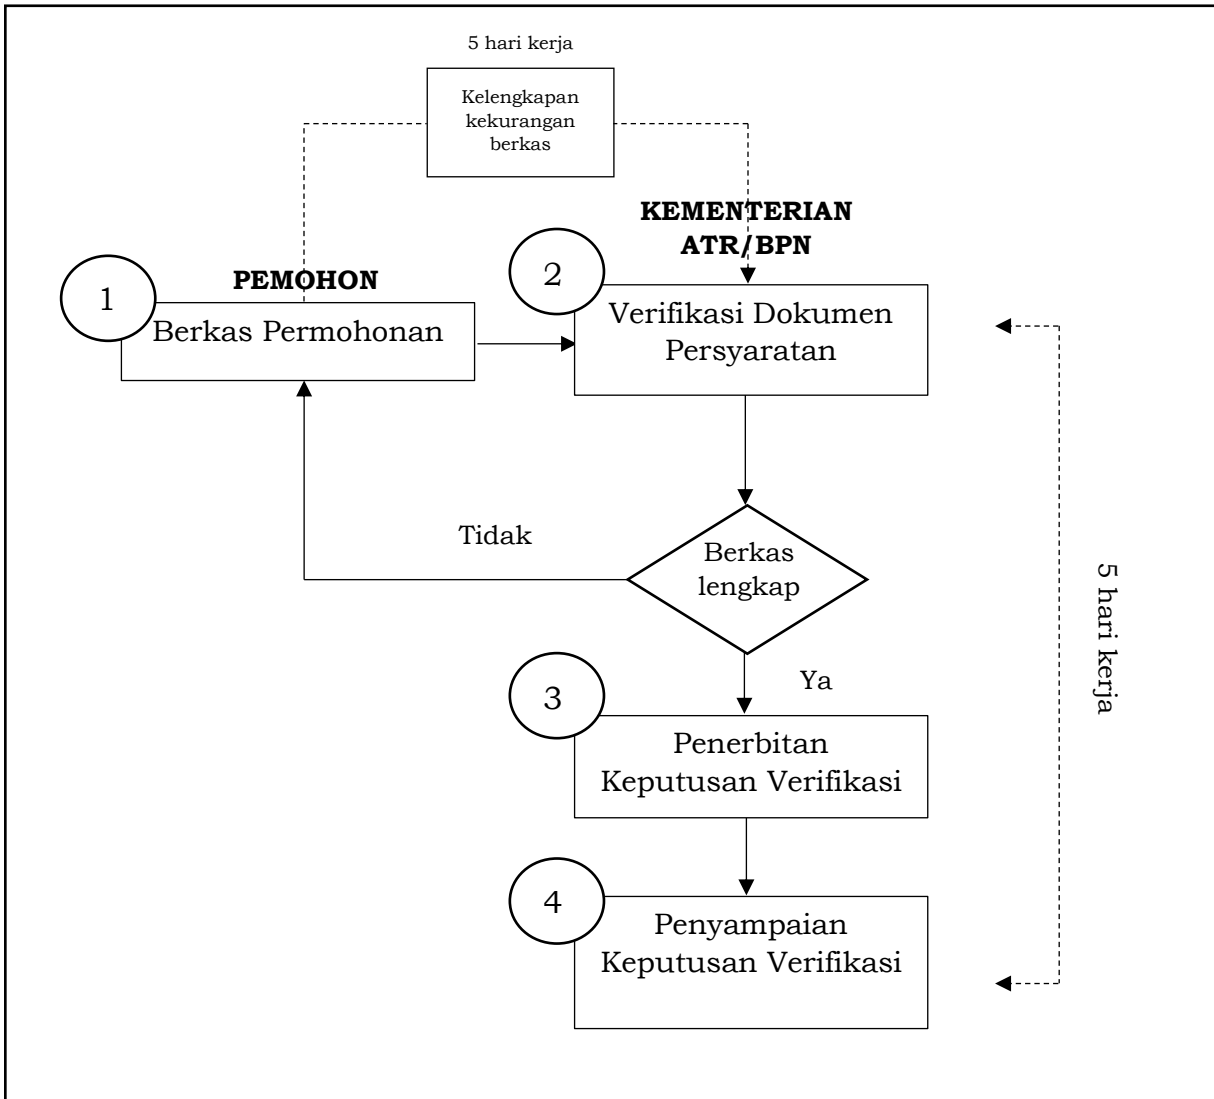 5 hari kerja
Kelengkapan
kekurangan
berkas
KEMENTERIAN
ATR/BPN
PEMOHON
1
Berkas Permohonan
2
Verifikasi Dokumen
Persyaratan
Tidak
Berkas
lengkap
Ya
5 hari kerja
3
Penerbitan
Keputusan Verifikasi
4
Penyampaian
Keputusan Verifikasi